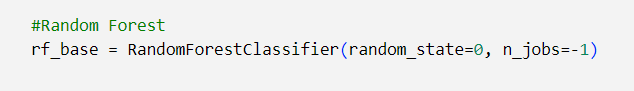 #Random Forest
rf_base = RandomForestClassifier(random_state=0, n_jobs=-1)